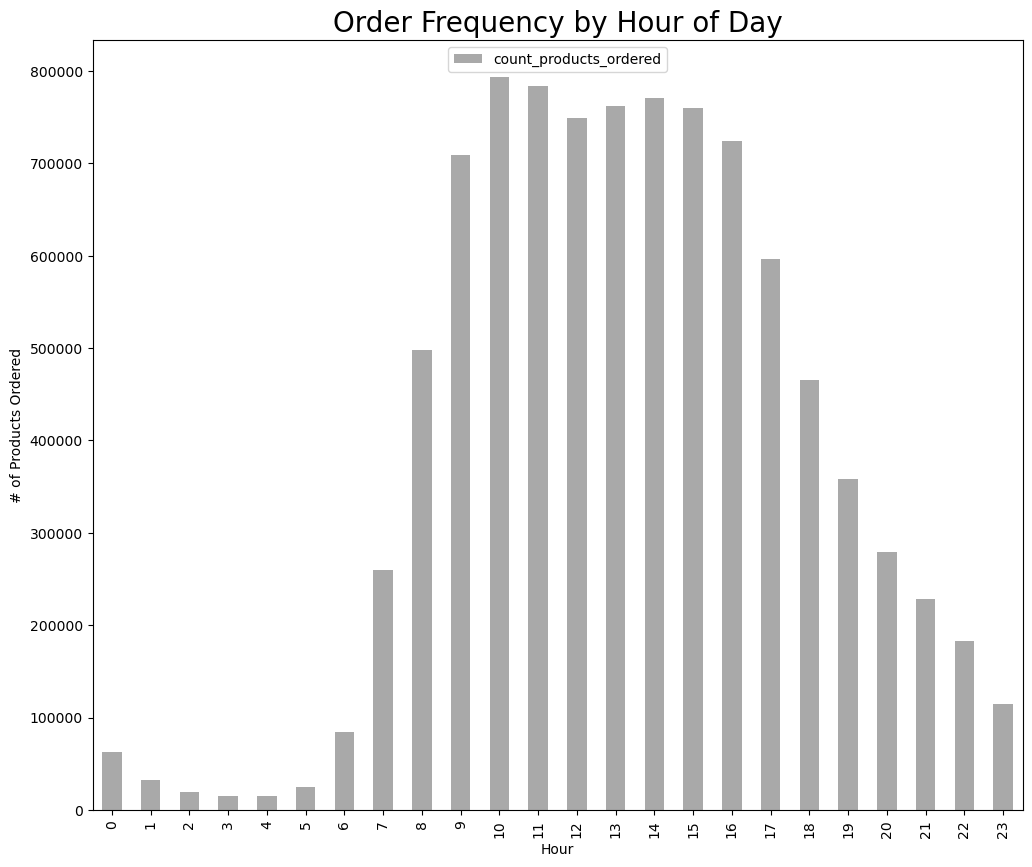 Order Frequency by Hour of Day
count_products_ordered
800000
700000
600000
500000
400000
300000
200000
100000
0
# of Products Ordered
0 1 2 3 4 5 6 7 8 9 10 11 12 13 14 15 16 17 18 19 20 21 22 23
Hour